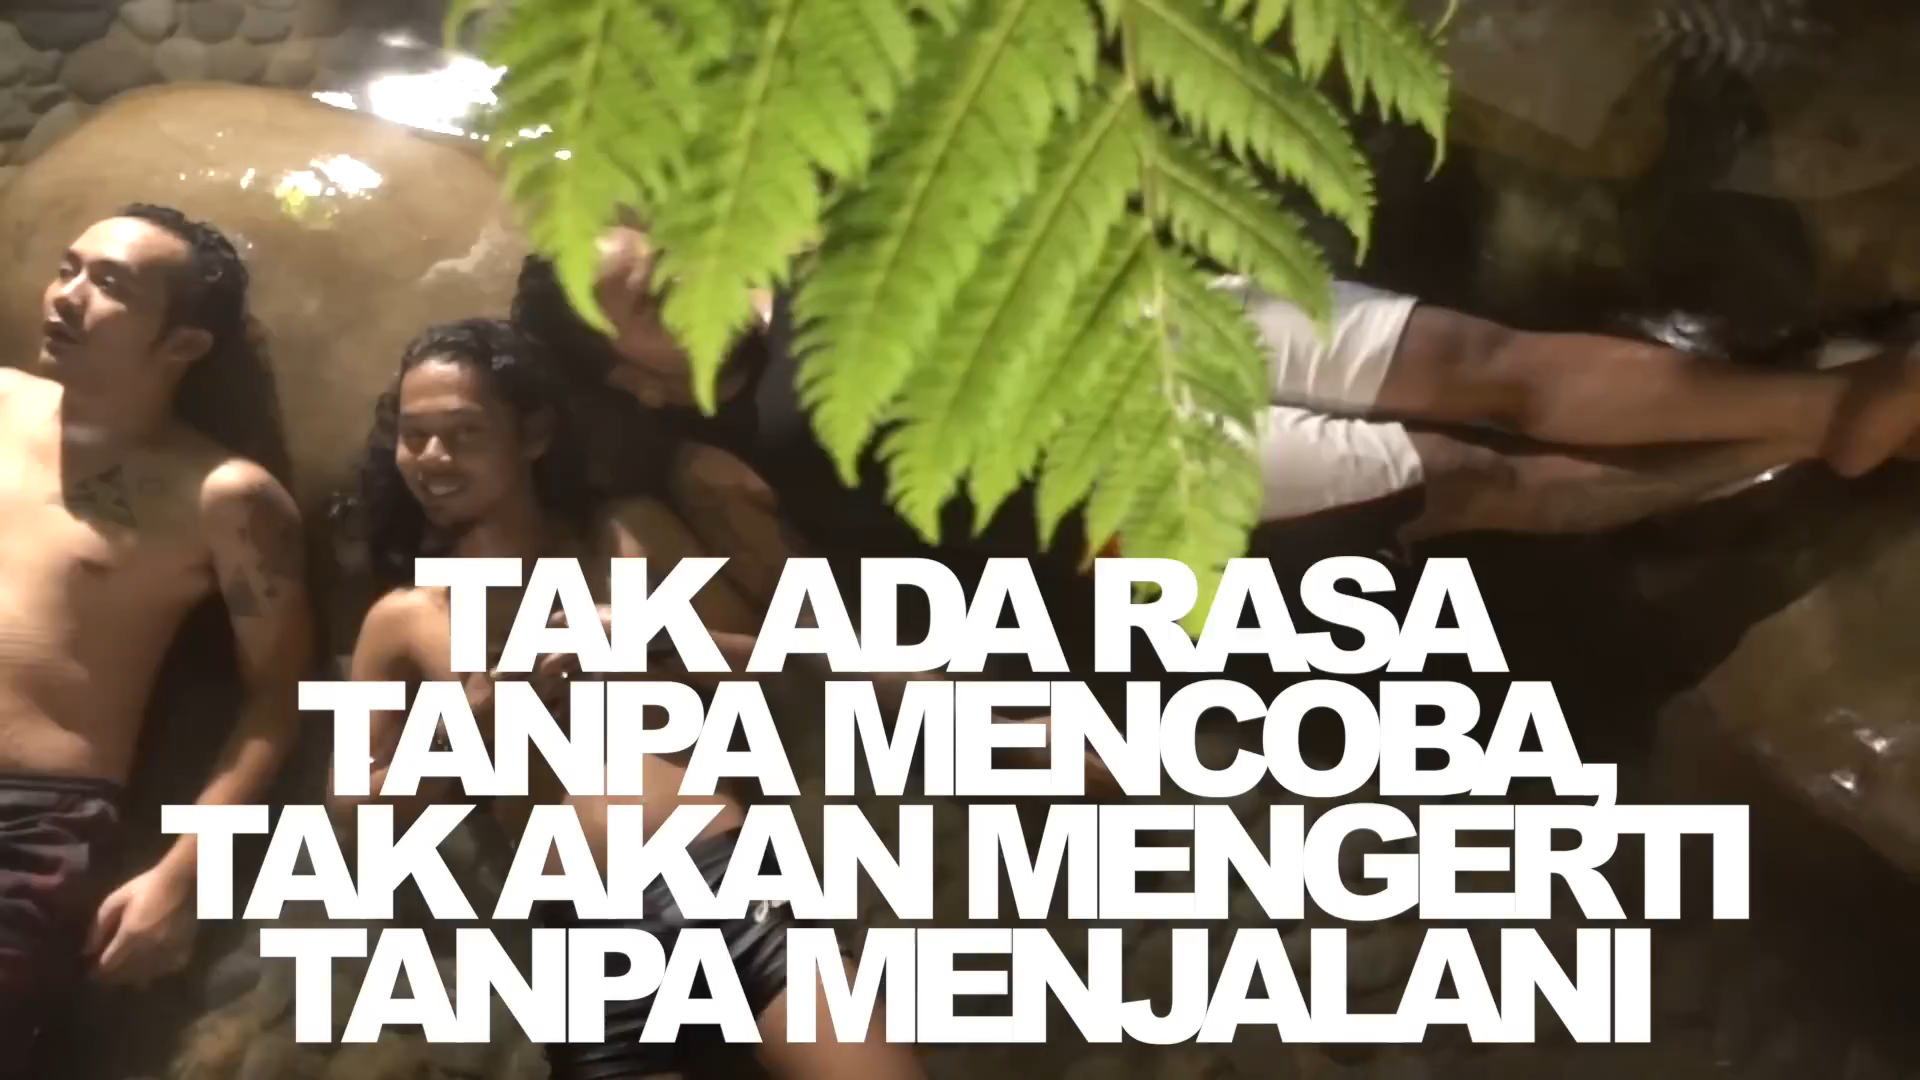 TAK ADA RASA
TANPA MENCOBA,
TAK AKAN MENGERTI
TANPA MENJALANI